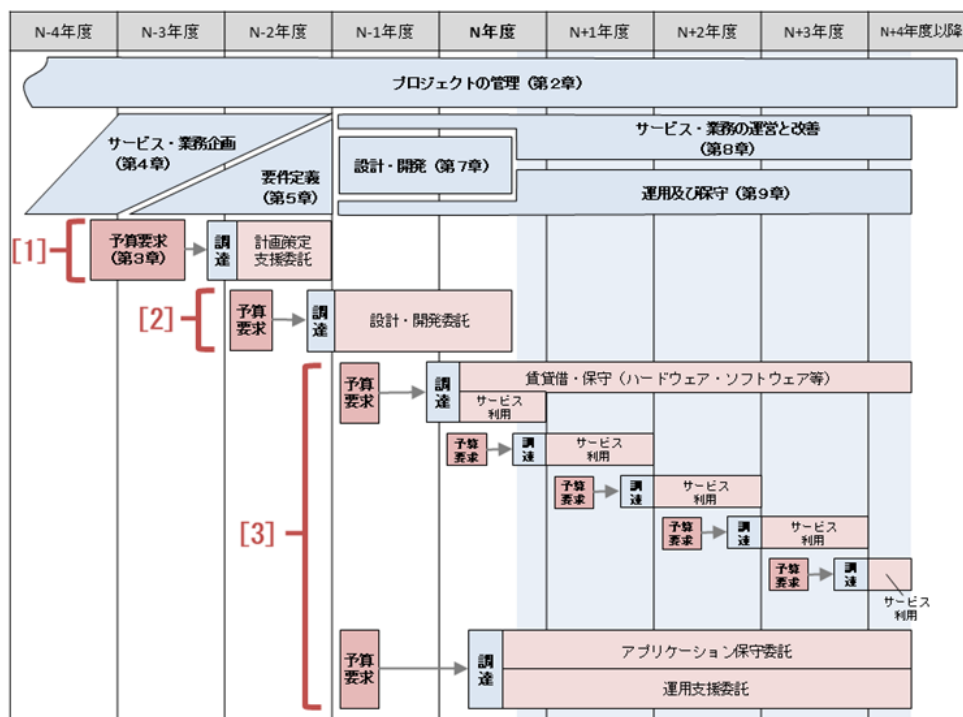 N-4年度
N-3年度
N-2年度
N-1年度
N年度
N+1年度
N+2年度
N+3年度
N+4年度以降
プロジェクトの管理（第２章）
サービス・業務企画
（第４章）
要件定義
（第５章）
設計・開発（第７章）
サービス・業務の運営と改善
（第８章）
運用及び保守（第９章）
[1]
予算要求
（第３章）
調達
計画策定
支援委託
[2]
予算
要求
調達
設計・開発委託
[3]
予算
要求
調達
賃貸借・保守（ハードウェア・ソフトウェア等）
サービス
利用
予算
要求
調達
サービス
利用
予算
要求
調達
サービス
利用
予算
要求
調達
サービス
利用
予算
要求
調達
サービス
利用
予算
要求
調達
アプリケーション保守委託
運用支援委託